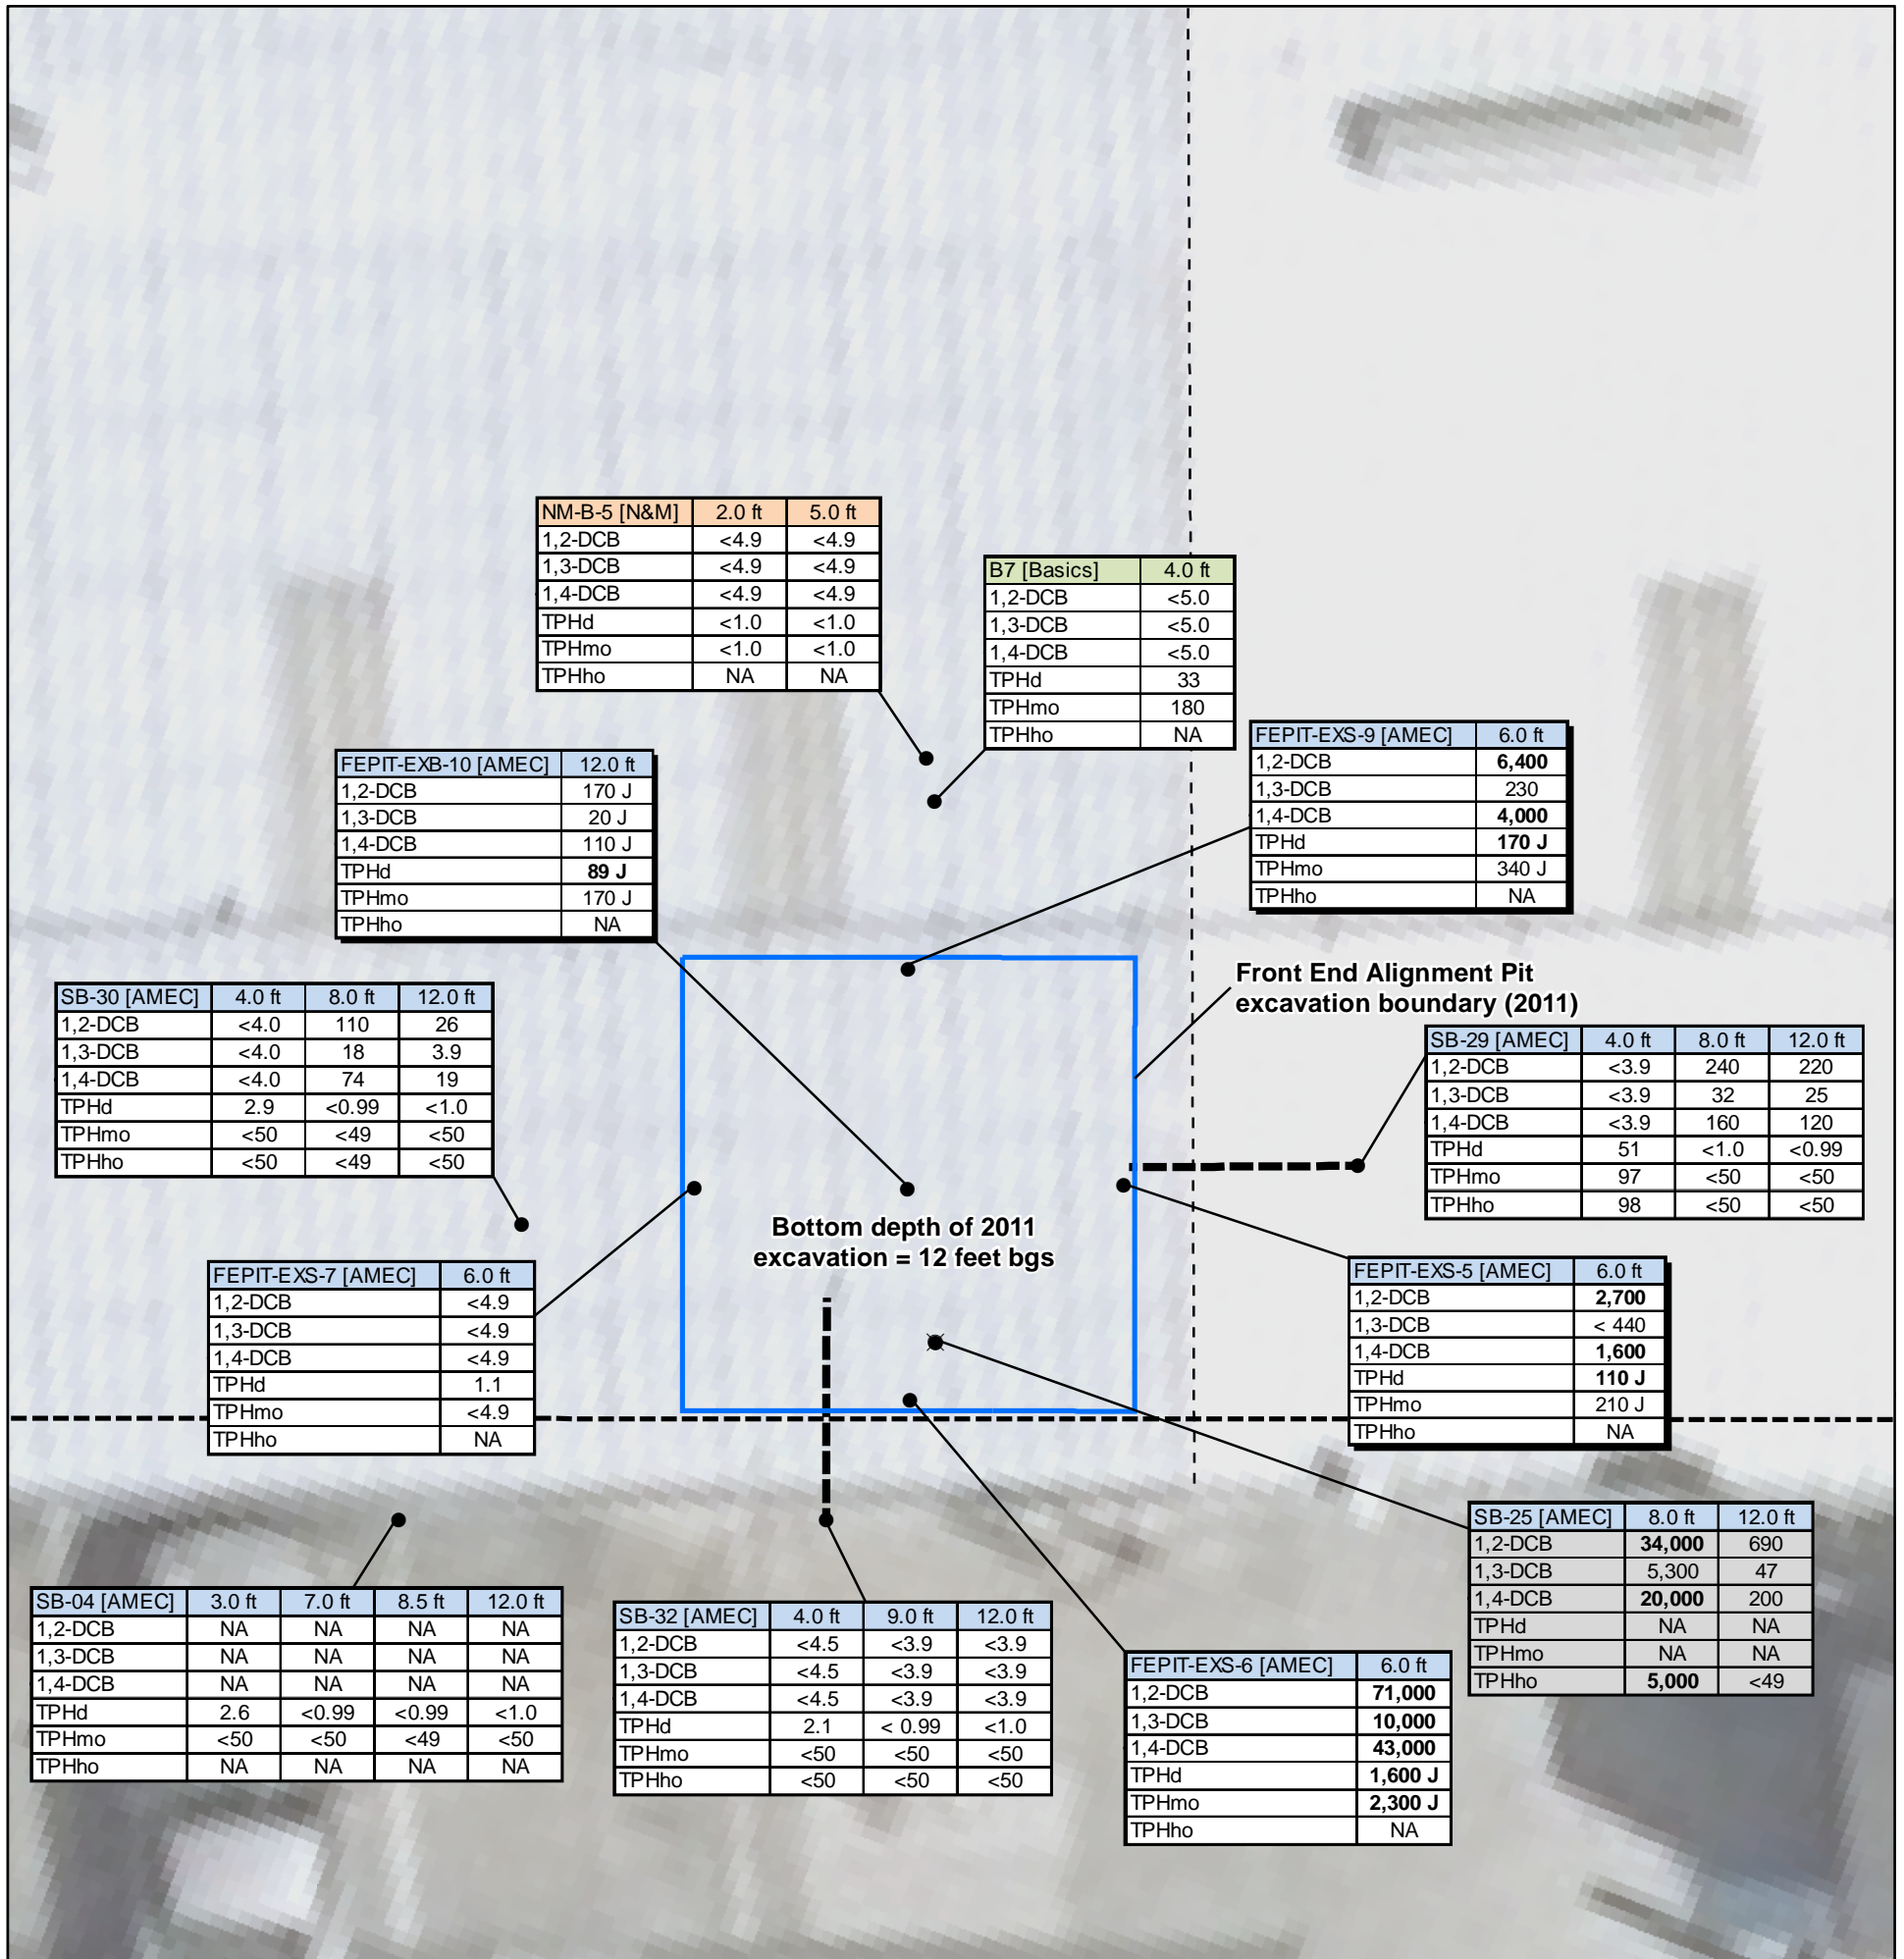 NM-B-5 [N&M] 2.0 ft 5.0 ft
1,2-DCB <4.9 <4.9
1,3-DCB <4.9 <4.9
1,4-DCB <4.9 <4.9
TPHd <1.0 <1.0
TPHmo <1.0 <1.0
TPHho NA NA
B7 [Basics] 4.0 ft
1,2-DCB <5.0
1,3-DCB <5.0
1,4-DCB <5.0
TPHd 33
TPHmo 180
TPHho NA
FEPIT-EXS-9 [AMEC] 6.0 ft
1,2-DCB 6,400
1,3-DCB 230
1,4-DCB 4,000
TPHd 170 J
TPHmo 340 J
TPHho NA
FEPIT-EXB-10 [AMEC] 12.0 ft
1,2-DCB 170 J
1,3-DCB 20 J
1,4-DCB 110 J
TPHd 89 J
TPHmo 170 J
TPHho NA
Front End Alignment Pit
excavation boundary (2011)
SB-30 [AMEC] 4.0 ft 8.0 ft 12.0 ft
1,2-DCB <4.0 110 26
1,3-DCB <4.0 18 3.9
1,4-DCB <4.0 74 19
TPHd 2.9 <0.99 <1.0
TPHmo <50 <49 <50
TPHho <50 <49 <50
SB-29 [AMEC] 4.0 ft 8.0 ft 12.0 ft
1,2-DCB <3.9 240 220
1,3-DCB <3.9 32 25
1,4-DCB <3.9 160 120
TPHd 51 <1.0 <0.99
TPHmo 97 <50 <50
TPHho 98 <50 <50
Bottom depth of 2011
excavation = 12 feet bgs
FEPIT-EXS-7 [AMEC] 6.0 ft
1,2-DCB <4.9
1,3-DCB <4.9
1,4-DCB <4.9
TPHd 1.1
TPHmo <4.9
TPHho NA
FEPIT-EXS-5 [AMEC] 6.0 ft
1,2-DCB 2,700
1,3-DCB < 440
1,4-DCB 1,600
TPHd 110 J
TPHmo 210 J
TPHho NA
SB-25 [AMEC] 8.0 ft 12.0 ft
1,2-DCB 34,000 690
1,3-DCB 5,300 47
1,4-DCB 20,000 200
TPHd NA NA
TPHmo NA NA
TPHho 5,000 <49
SB-04 [AMEC] 3.0 ft 7.0 ft 8.5 ft 12.0 ft
1,2-DCB NA NA NA NA
1,3-DCB NA NA NA NA
1,4-DCB NA NA NA NA
TPHd 2.6 <0.99 <0.99 <1.0
TPHmo <50 <50 <49 <50
TPHho NA NA NA NA
SB-32 [AMEC] 4.0 ft 9.0 ft 12.0 ft
1,2-DCB <4.5 <3.9 <3.9
1,3-DCB <4.5 <3.9 <3.9
1,4-DCB <4.5 <3.9 <3.9
TPHd 2.1 < 0.99 <1.0
TPHmo <50 <50 <50
TPHho <50 <50 <50
FEPIT-EXS-6 [AMEC] 6.0 ft
1,2-DCB 71,000
1,3-DCB 10,000
1,4-DCB 43,000
TPHd 1,600 J
TPHmo 2,300 J
TPHho NA